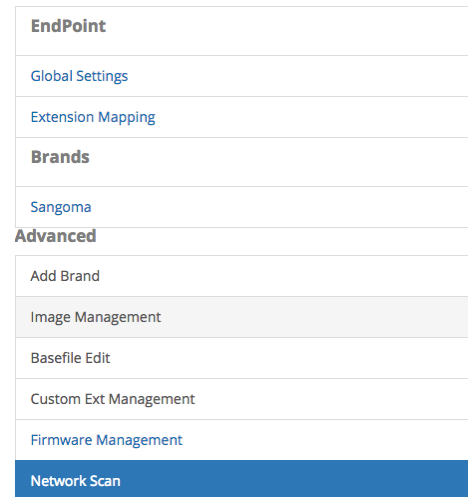 EndPoint
Global Settings
Extension Mapping
Brands
Sangoma
Advanced
Add Brand
Image Management
Basefile Edit
Custom Ext Management
Firmware Management
Network Scan